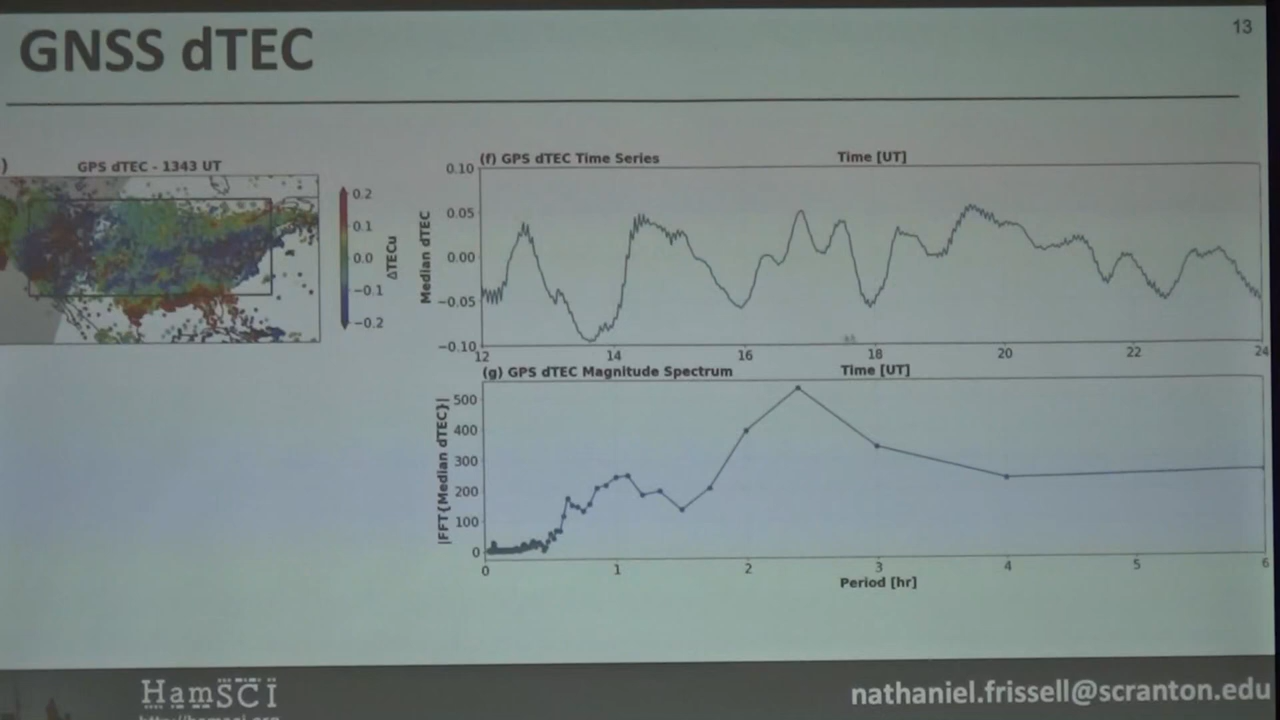 13
GNSS dTEC
)
GPS dTEC - 1343 UT
0.2
0.1
0.0
−0.1
−0.2
ΔTECu
(f) GPS dTEC Time Series
Time [UT]
Median dTEC
0.10
0.05
0.00
−0.05
−0.10
12 14 16 18 20 22 24
(g) GPS dTEC Magnitude Spectrum
Time [UT]
|FFT{Median dTEC}|
500
400
300
200
100
0
0 1 2 3 4 5 6
Period [hr]
HamSCI
http://hamsci.org
nathaniel.frissell@scranton.edu